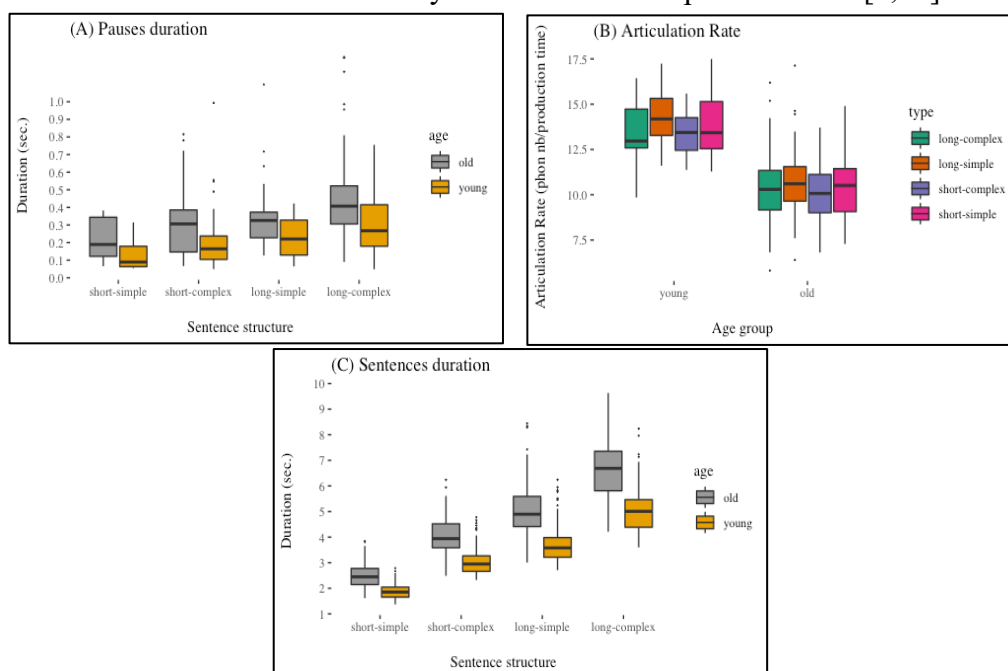 (A) Pauses duration
Duration (sec.)
1.0
0.9
0.8
0.7
0.6
0.5
0.4
0.3
0.2
0.1
0.0
short-simple short-complex long-simple long-complex
Sentence structure
age
old
young
(B) Articulation Rate
Articulation Rate (phon nb/production time)
17.5
15.0
12.5
10.0
7.5
young old
Age group
type
long-complex
long-simple
short-complex
short-simple
(C) Sentences duration
Duration (sec.)
10
9
8
7
6
5
4
3
2
1
short-simple short-complex long-simple long-complex
Sentence structure
age
old
young